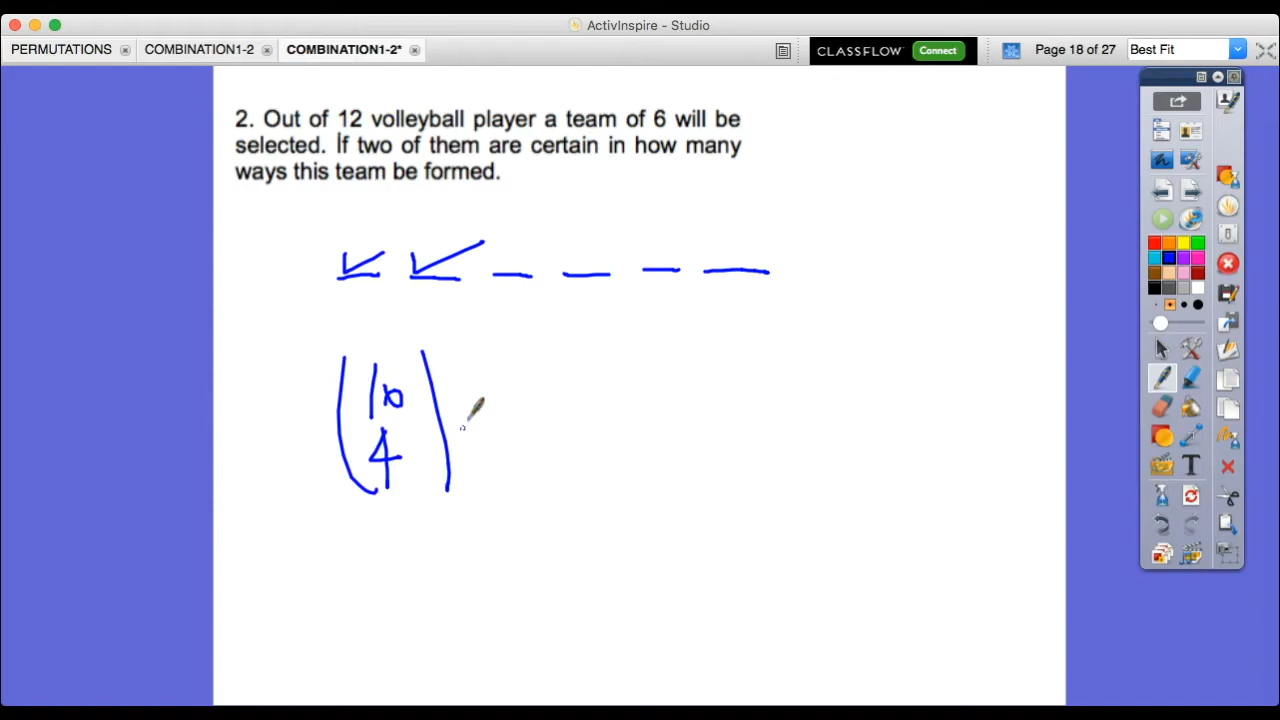 ActivInspire - Studio
PERMUTATIONS COMBINATION1-2 COMBINATION1-2* CLASSFLOW Connect Page 18 of 27 Best Fit
2. Out of 12 volleyball player a team of 6 will be
selected. İf two of them are certain in how many
ways this team be formed.
10
4